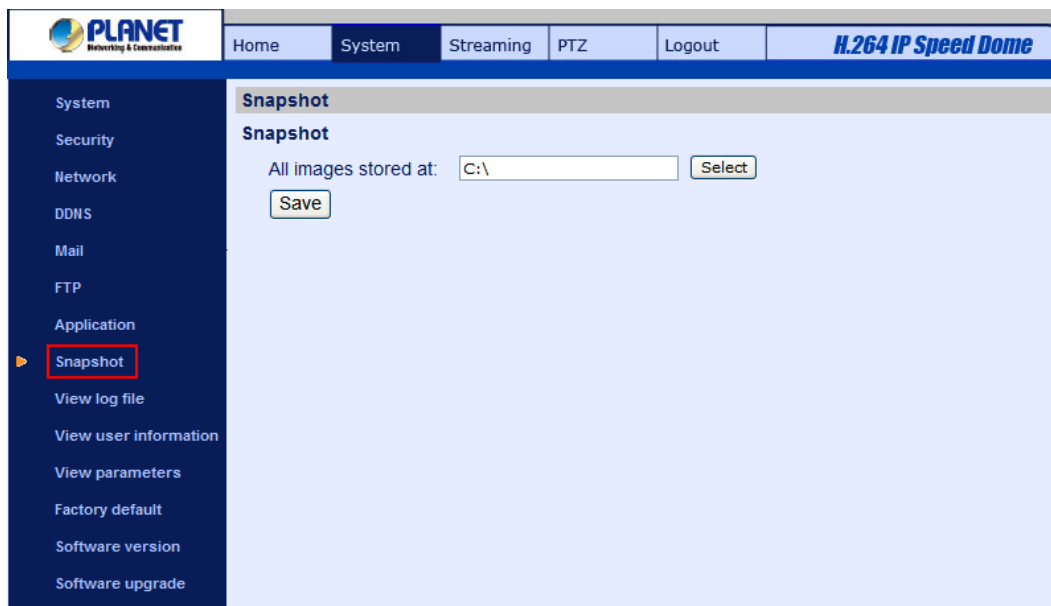 PLANET
Networking & Communication
Home
System
Streaming
PTZ
Logout
H.264 IP Speed Dome
System
Security
Network
DDNS
Mail
FTP
Application
Snapshot
View log file
View user information
View parameters
Factory default
Software version
Software upgrade
Snapshot
Snapshot
All images stored at: C:\ Select
Save